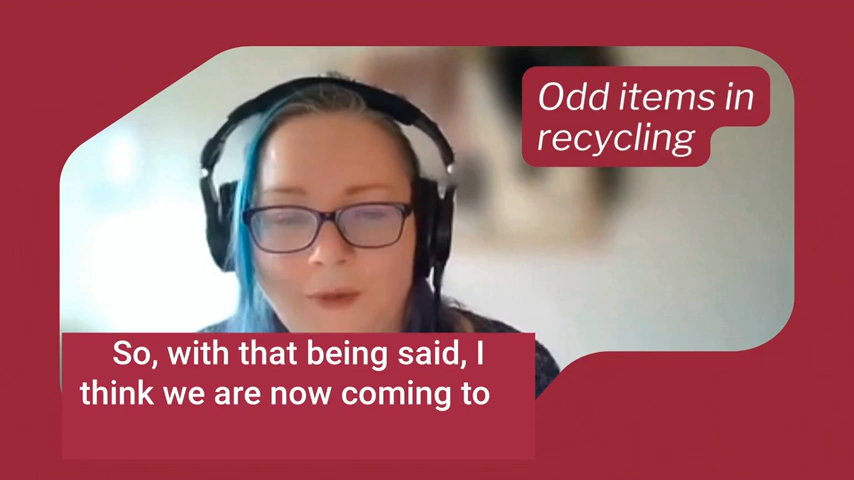 Odd items in
recycling
So, with that being said, I
think we are now coming to